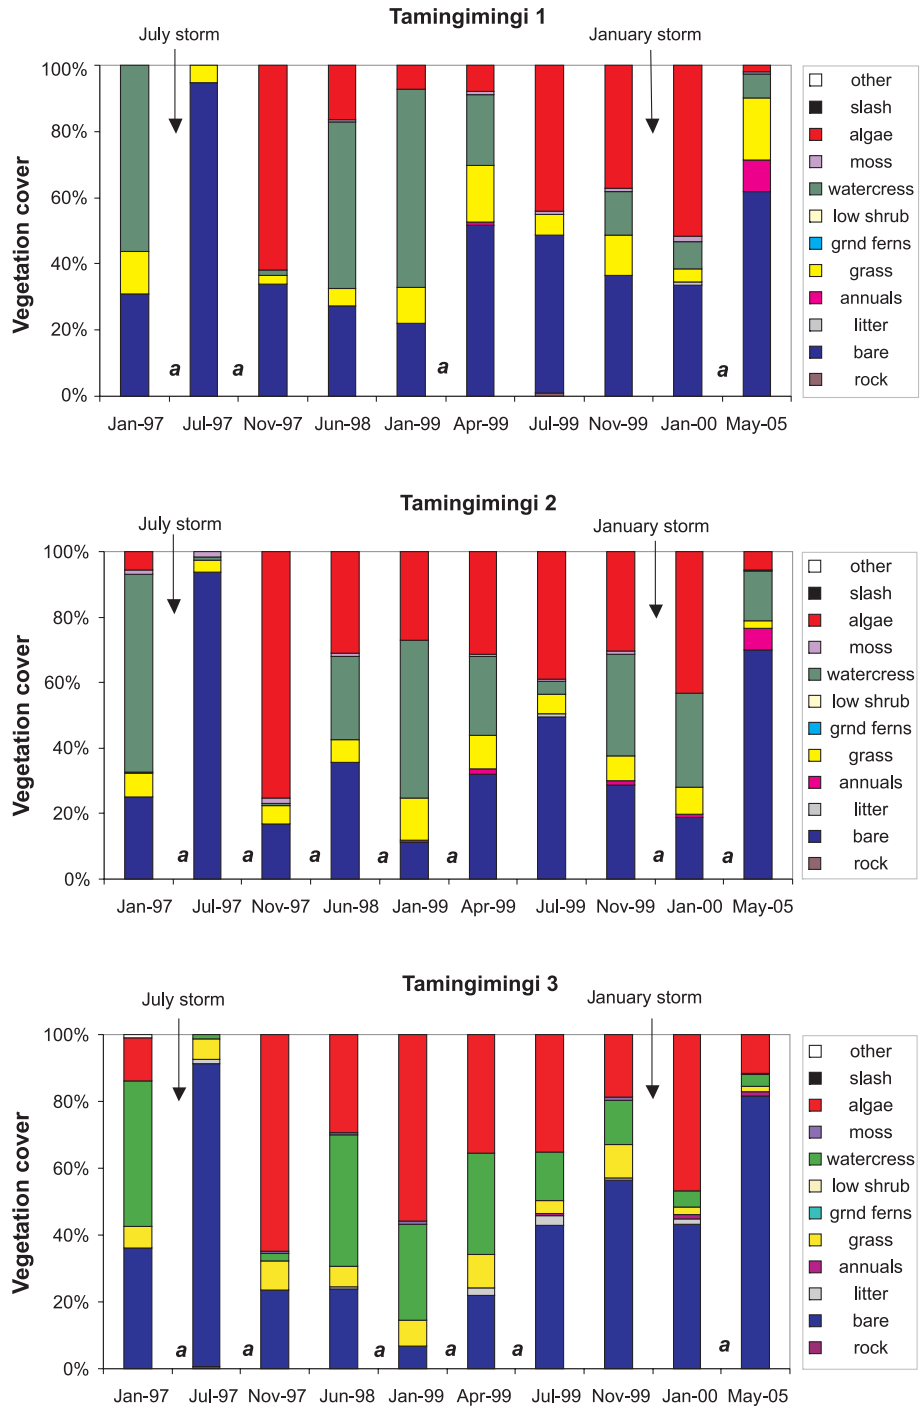 Tamingimingi 1
July storm
January storm
Vegetation cover
100%
80%
60%
40%
20%
0%
a a a a
Jan-97 Jul-97 Nov-97 Jun-98 Jan-99 Apr-99 Jul-99 Nov-99 Jan-00 May-05
other
slash
algae
moss
watercress
low shrub
grnd ferns
grass
annuals
litter
bare
rock
Tamingimingi 2
July storm
January storm
Vegetation cover
100%
80%
60%
40%
20%
0%
a a a a a a a
Jan-97 Jul-97 Nov-97 Jun-98 Jan-99 Apr-99 Jul-99 Nov-99 Jan-00 May-05
other
slash
algae
moss
watercress
low shrub
grnd ferns
grass
annuals
litter
bare
rock
Tamingimingi 3
July storm
January storm
Vegetation cover
100%
80%
60%
40%
20%
0%
a a a a a a
Jan-97 Jul-97 Nov-97 Jun-98 Jan-99 Apr-99 Jul-99 Nov-99 Jan-00 May-05
other
slash
algae
moss
watercress
low shrub
grnd ferns
grass
annuals
litter
bare
rock